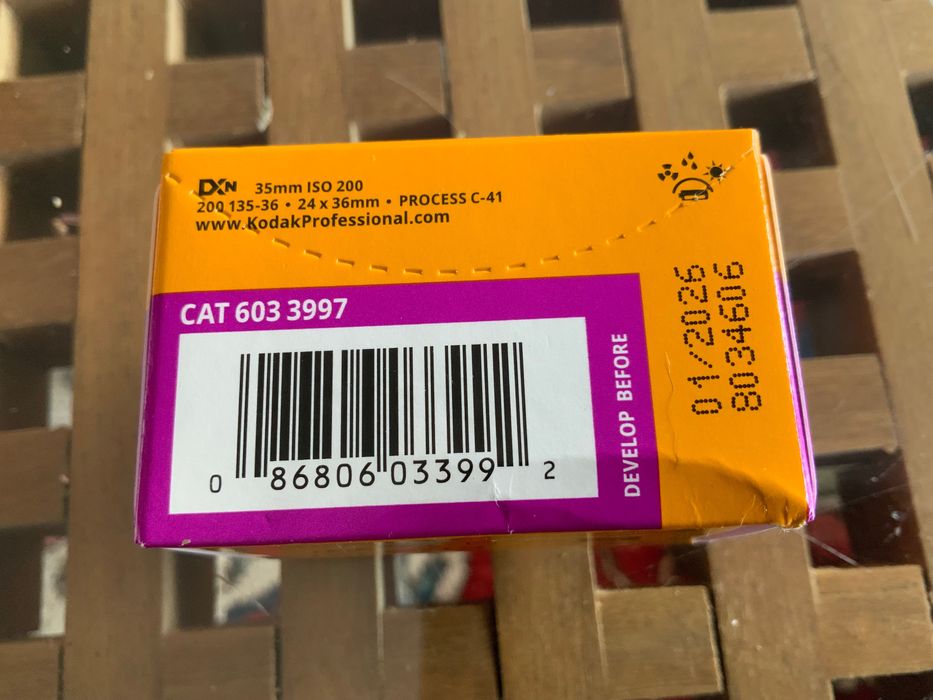 DXN 35mm ISO 200
200 135-36 • 24 x 36mm • PROCESS C-41
www.KodakProfessional.com
CAT 603 3997
0 86806 03399 2
DEVELOP BEFORE
01/2026
8034606